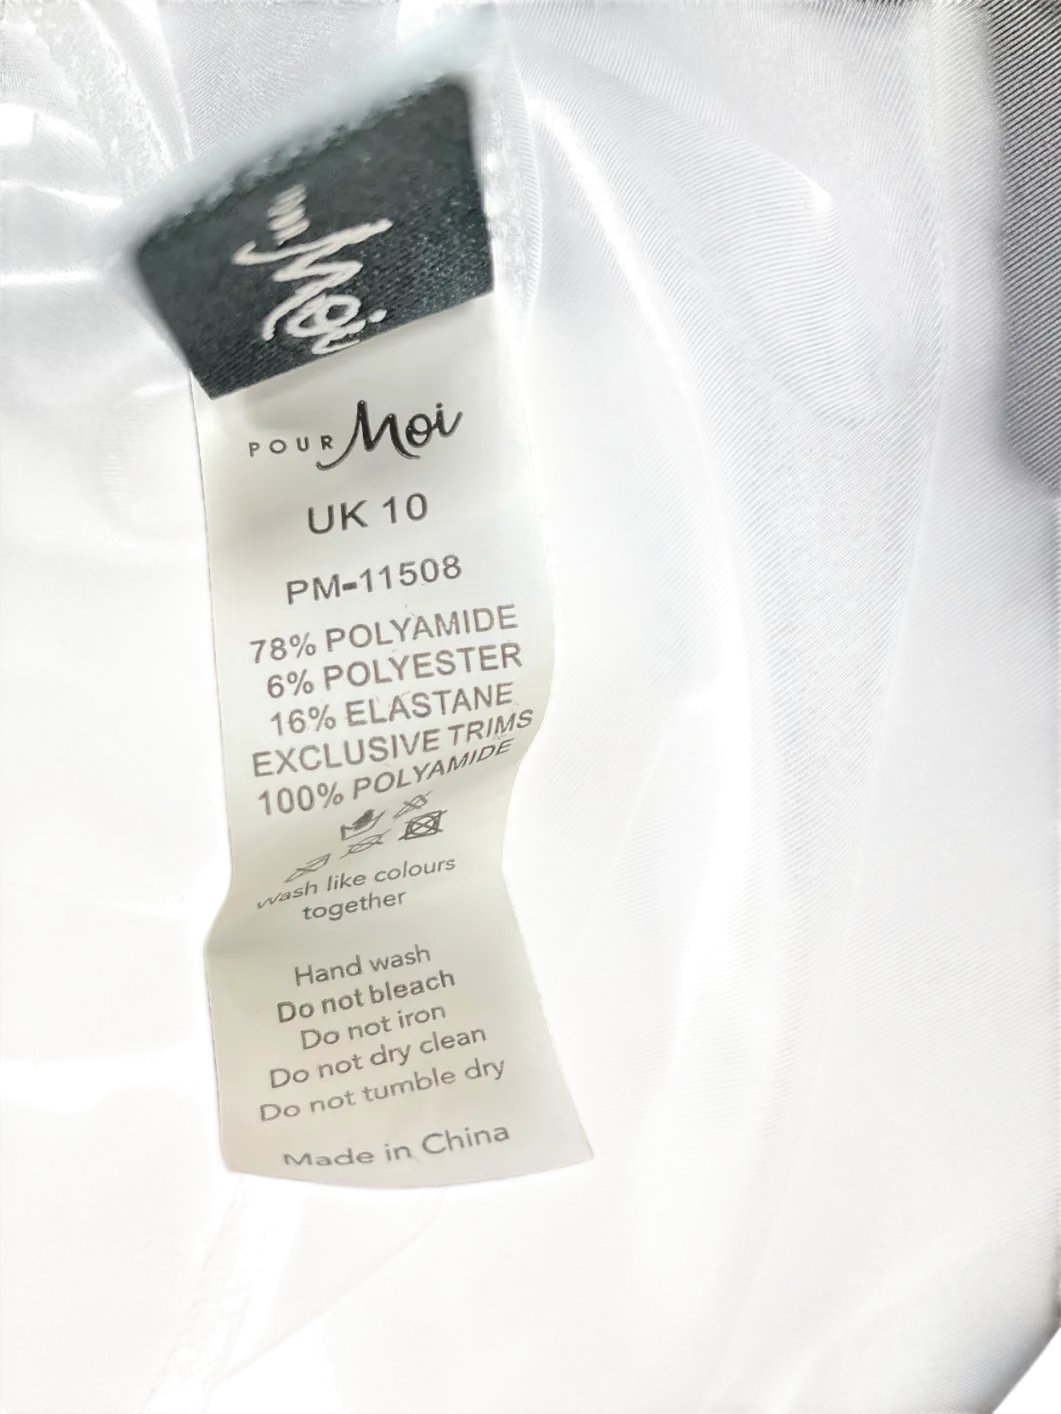 POUR Moi
POUR Moi
UK 10
PM-11508
78% POLYAMIDE
6% POLYESTER
16% ELASTANE
EXCLUSIVE TRIMS
100% POLYAMIDE
wash like colours
together
Hand wash
Do not bleach
Do not iron
Do not dry clean
Do not tumble dry
Made in China